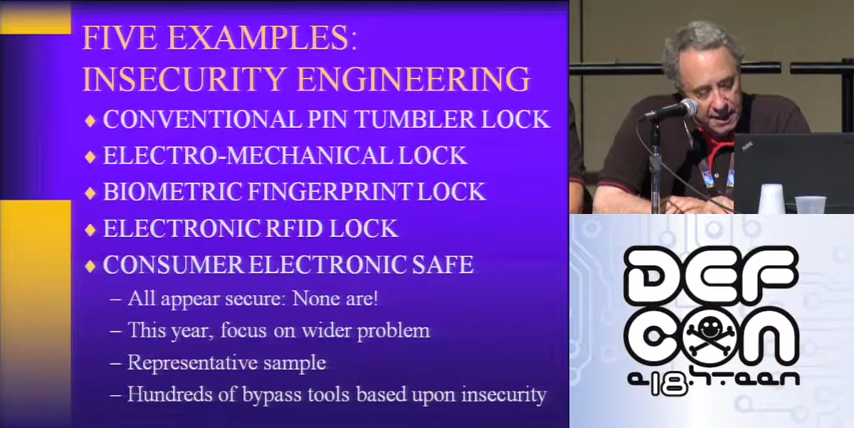 FIVE EXAMPLES:
INSECURITY ENGINEERING
CONVENTIONAL PIN TUMBLER LOCK
ELECTRO-MECHANICAL LOCK
BIOMETRIC FINGERPRINT LOCK
ELECTRONIC RFID LOCK
CONSUMER ELECTRONIC SAFE
– All appear secure: None are!
– This year, focus on wider problem
– Representative sample
– Hundreds of bypass tools based upon insecurity
DEF
CON
e.18.h.t.een